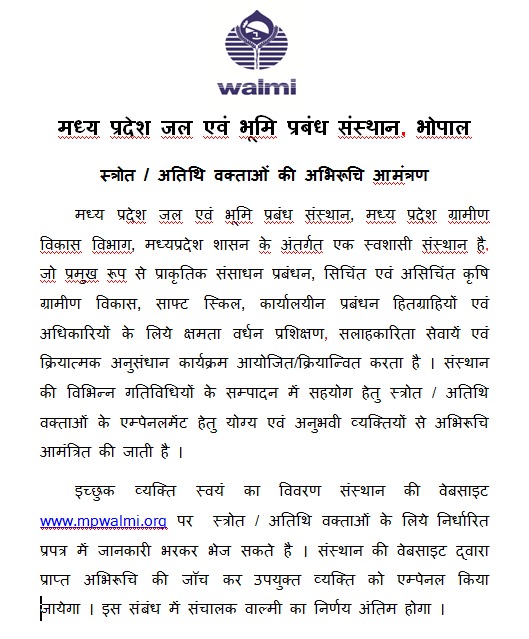 walmi
मध्य प्रदेश जल एवं भूमि प्रबंध संस्थान, भोपाल
स्त्रोत / अतिथि वक्ताओं की अभिरूचि आमंत्रण
मध्य प्रदेश जल एवं भूमि प्रबंध संस्थान, मध्य प्रदेश ग्रामीण
विकास विभाग, मध्यप्रदेश शासन के अंतर्गत एक स्वशासी संस्थान है,
जो प्रमुख रूप से प्राकृतिक संसाधन प्रबंधन, सिचिंत एवं असिचिंत कृषि
ग्रामीण विकास, साफ्ट स्किल, कार्यालयीन प्रबंधन हितग्राहियों एवं
अधिकारियों के लिये क्षमता वर्धन प्रशिक्षण, सलाहकारिता सेवायें एवं
क्रियात्मक अनुसंधान कार्यक्रम आयोजित/क्रियान्वित करता है । संस्थान
की विभिन्न गतिविधियों के सम्पादन में सहयोग हेतु स्त्रोत / अतिथि
वक्ताओं के एम्पेनलमेंट हेतु योग्य एवं अनुभवी व्यक्तियों से अभिरूचि
आमंत्रित की जाती है ।
इच्छुक व्यक्ति स्वयं का विवरण संस्थान की वेबसाइट
www.mpwalmi.org पर स्त्रोत / अतिथि वक्ताओं के लिये निर्धारित
प्रपत्र में जानकारी भरकर भेज सकते है । संस्थान की वेबसाइट द्वारा
प्राप्त अभिरूचि की जॉच कर उपयुक्त व्यक्ति को एम्पेनल किया
जायेगा । इस संबंध में संचालक वाल्मी का निर्णय अंतिम होगा ।